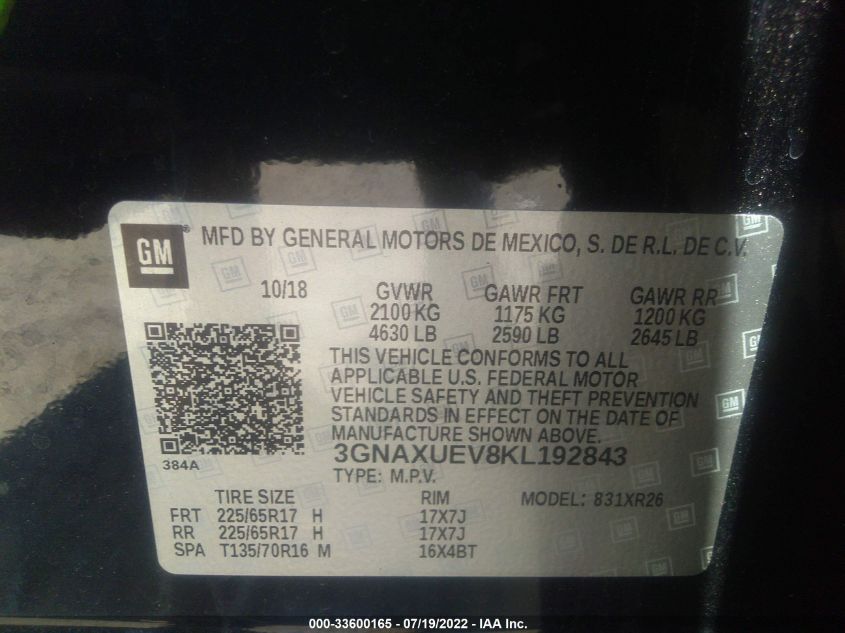 GM ® MFD BY GENERAL MOTORS DE MEXICO, S. DE R.L. DE C.V.
10/18 GVWR GAWR FRT GAWR RR
2100 KG 1175 KG 1200 KG
4630 LB 2590 LB 2645 LB
THIS VEHICLE CONFORMS TO ALL
APPLICABLE U.S. FEDERAL MOTOR
VEHICLE SAFETY AND THEFT PREVENTION
STANDARDS IN EFFECT ON THE DATE OF
MANUFACTURE SHOWN ABOVE.
384A 3GNAXUEV8KL192843
TYPE: M.P.V.
TIRE SIZE RIM MODEL: 831XR26
FRT 225/65R17 H 17X7J
RR 225/65R17 H 17X7J
SPA T135/70R16 M 16X4BT
000-33600165 - 07/19/2022 - IAA Inc.